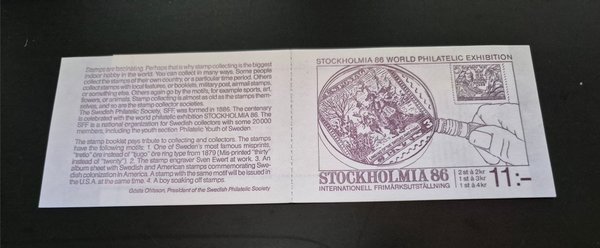 Stamps are fascinating. Perhaps that is why stamp collecting is the biggest
indoor hobby in the world. You can collect in many ways. Some people
collect the stamps of their own country, or a particular time period. Others
collect stamps with local features, or booklets, military post, airmail stamps,
or something else. Others again go by the motifs, for example sports, art,
flowers, or animals. Stamp collecting is almost as old as the stamps them-
selves, and so are the stamp collector societies.
The Swedish Philatelic Society, SFF, was formed in 1886. The centenary
is celebrated with the world philatelic exhibition STOCKHOLMIA 86. The
SFF is a national organization for Swedish collectors with some 20.000
members, including the youth section Philatelic Youth of Sweden.
The stamp booklet pays tribute to collecting and collectors. The stamps
have the following motifs: 1. One of Sweden's most famous misprints,
"tretio" öre instead of "tjugo" öre ring type from 1879 (Mis-printed "thirty"
instead of "twenty"). 2. The stamp engraver Sven Ewert at work. 3. An
album sheet with Swedish and American stamps commemorating Swe-
dish colonization in America. A stamp with the same motif will be issued in
the U.S.A. at the same time. 4. A boy soaking off stamps.
Gösta Ohlsson, President of the Swedish Philatelic Society
STOCKHOLMIA 86 WORLD PHILATELIC EXHIBITION
STOCKHOLMIA 86
INTERNATIONELL FRIMÄRKSUTSTÄLLNING
2 st à 2kr
1 st à 3kr
1 st à 4kr
11:-